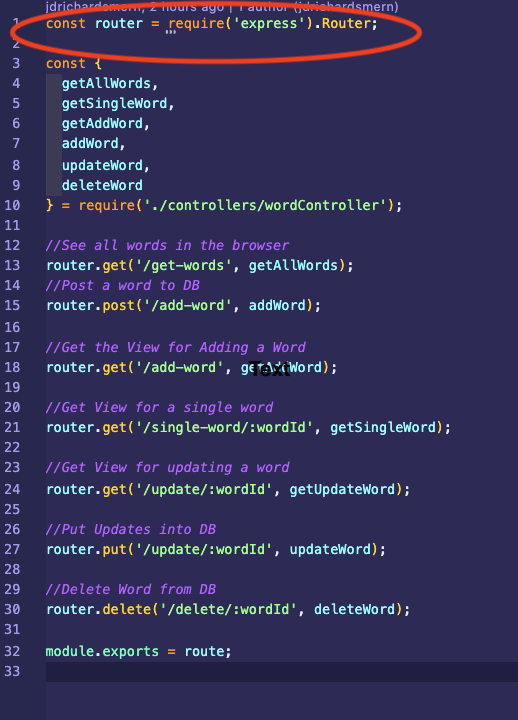 jdrichardsmern, 2 hours ago | 1 author (jdrichardsmern)
1 const router = require('express').Router;
2
3 const {
4 getAllWords,
5 getSingleWord,
6 getAddWord,
7 addWord,
8 updateWord,
9 deleteWord
10 } = require('./controllers/wordController');
11
12 //See all words in the browser
13 router.get('/get-words', getAllWords);
14 //Post a word to DB
15 router.post('/add-word', addWord);
16
17 //Get the View for Adding a Word
18 router.get('/add-word', getAddWord);
Text
19
20 //Get View for a single word
21 router.get('/single-word/:wordId', getSingleWord);
22
23 //Get View for updating a word
24 router.get('/update/:wordId', getUpdateWord);
25
26 //Put Updates into DB
27 router.put('/update/:wordId', updateWord);
28
29 //Delete Word from DB
30 router.delete('/delete/:wordId', deleteWord);
31
32 module.exports = route;
33